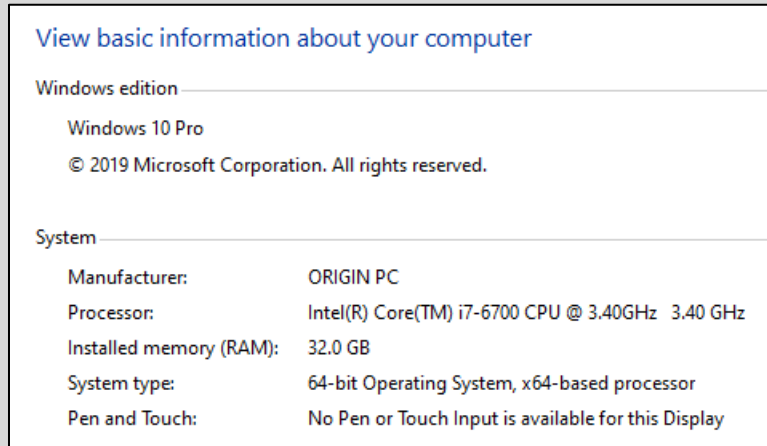 View basic information about your computer
Windows edition
Windows 10 Pro
© 2019 Microsoft Corporation. All rights reserved.
System
Manufacturer: ORIGIN PC
Processor: Intel(R) Core(TM) i7-6700 CPU @ 3.40GHz 3.40 GHz
Installed memory (RAM): 32.0 GB
System type: 64-bit Operating System, x64-based processor
Pen and Touch: No Pen or Touch Input is available for this Display